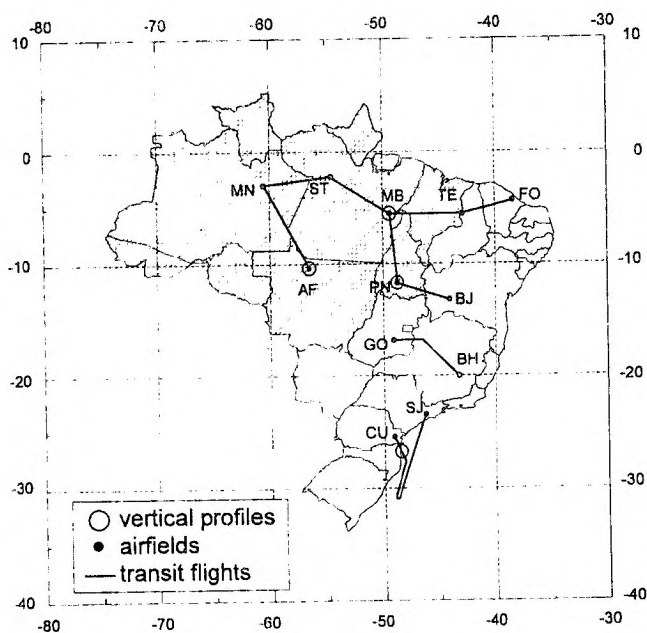 -80 -70 -60 -50 -40 -30
10 10
0 0
MN ST MB TE FO
-10 -10
AF PN BJ
GO BH
-20 -20
SJ
CU
-30 -30
vertical profiles
airfields
transit flights
-40 -40
-80 -70 -60 -50 -40 -30